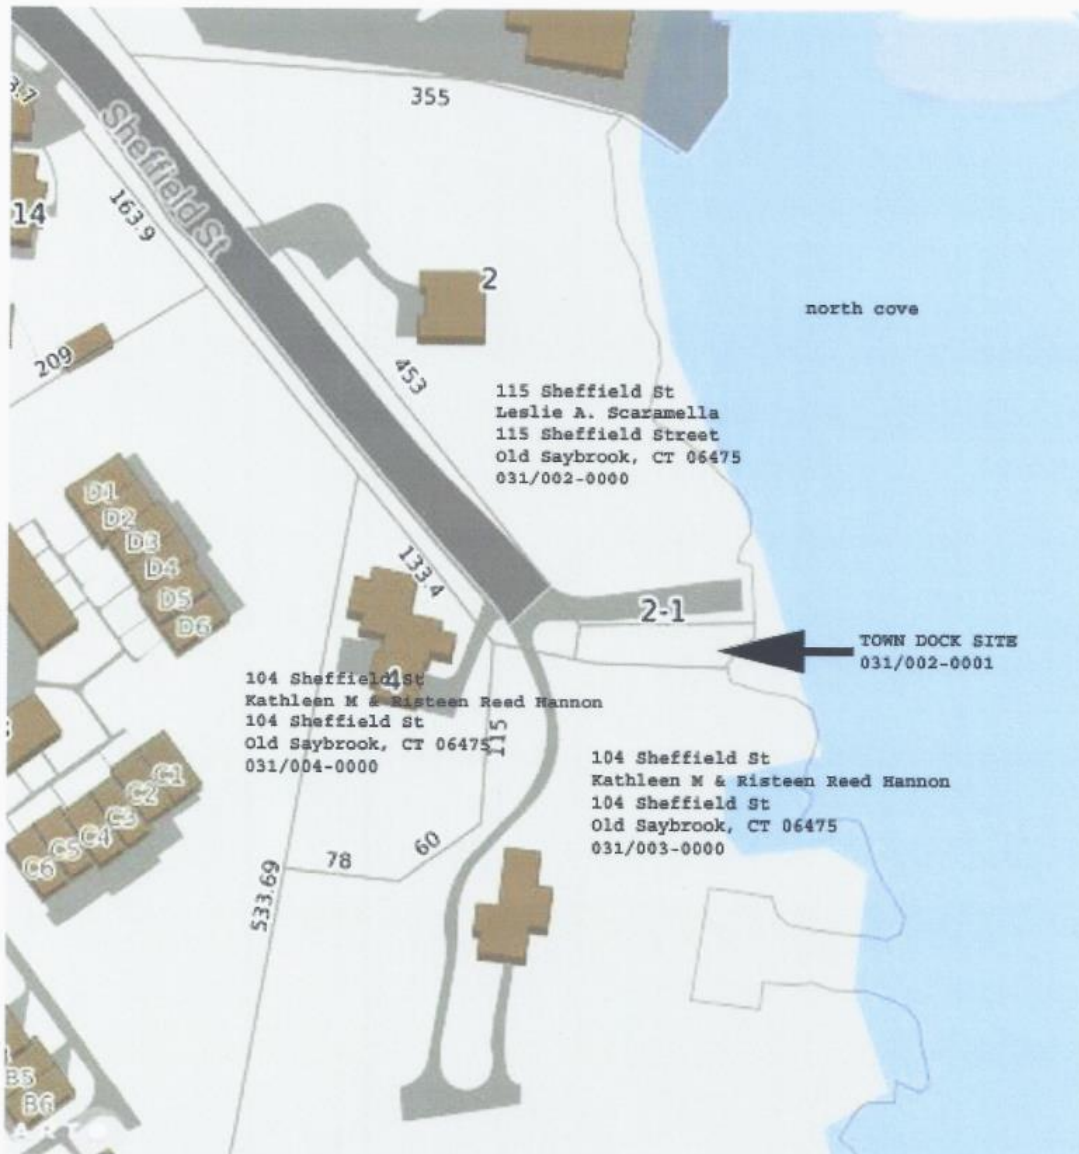 355
3.7
Sheffield St
163.9
14
2
north cove
209
453
115 Sheffield St
Leslie A. Scaramella
115 Sheffield Street
Old Saybrook, CT 06475
031/002-0000
D1
D2
D3
D4
D5
D6
133.4
2-1
TOWN DOCK SITE
031/002-0001
4
104 Sheffield St
Kathleen M & Risteen Reed Hannon
104 Sheffield St
Old Saybrook, CT 06475
031/004-0000
115
104 Sheffield St
Kathleen M & Risteen Reed Hannon
104 Sheffield St
Old Saybrook, CT 06475
031/003-0000
C1
C2
C3
C4
C5
C6
78
60
533.69
B5
B6